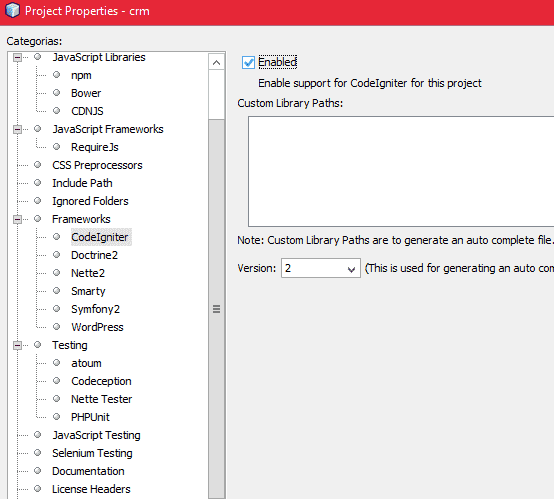 Project Properties - crm
Categorias:
JavaScript Libraries
npm
Bower
CDNJS
JavaScript Frameworks
RequireJs
CSS Preprocessors
Include Path
Ignored Folders
Frameworks
CodeIgniter
Doctrine2
Nette2
Smarty
Symfony2
WordPress
Testing
atoum
Codeception
Nette Tester
PHPUnit
JavaScript Testing
Selenium Testing
Documentation
License Headers
Enabled
Enable support for CodeIgniter for this project
Custom Library Paths:
Note: Custom Library Paths are to generate an auto complete file.
Version: 2 (This is used for generating an auto com